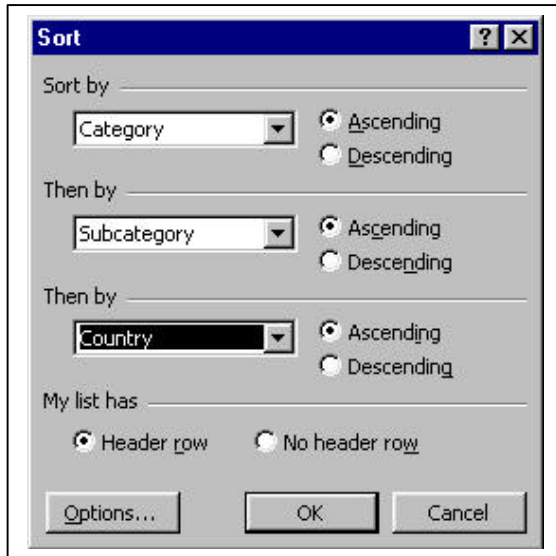 Sort ? X
Sort by
Category Ascending
Descending
Then by
Subcategory Ascending
Descending
Then by
Country Ascending
Descending
My list has
Header row No header row
Options... OK Cancel